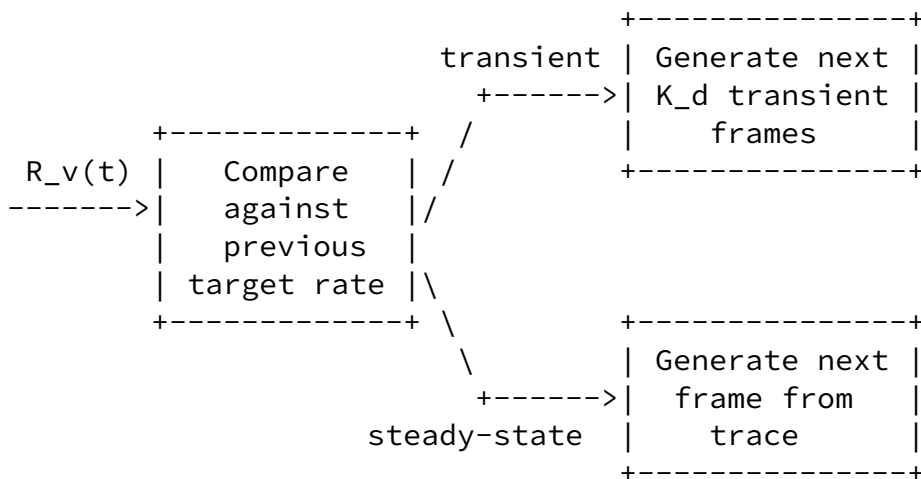 transient
Generate next
K_d transient
frames
R_v(t)
Compare
against
previous
target rate
Generate next
frame from
trace
steady-state